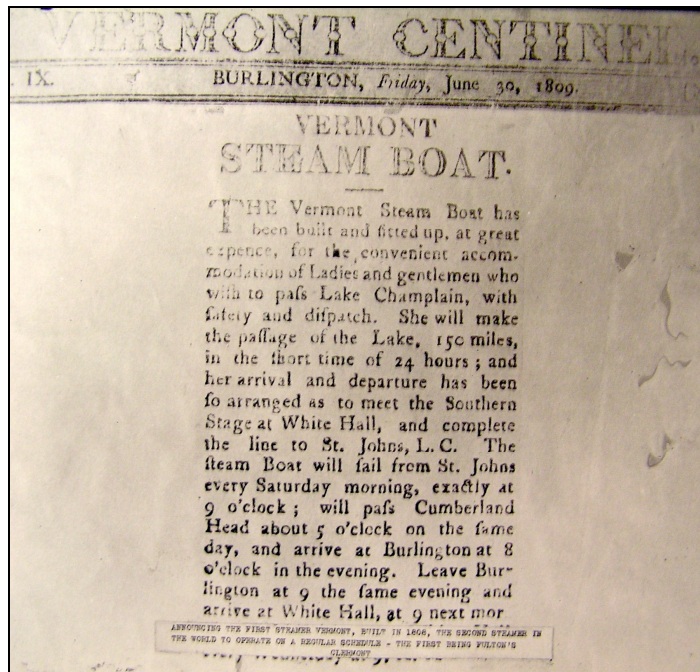 VERMONT CENTINEL.
IX. BURLINGTON, Friday, June 30, 1809.
VERMONT
STEAM BOAT.
THE Vermont Steam Boat has
been built and fitted up, at great
expence, for the convenient accom-
modation of Ladies and gentlemen who
wiſh to paſs Lake Champlain, with
ſafety and diſpatch. She will make
the paſſage of the Lake, 150 miles,
in the ſhort time of 24 hours; and
her arrival and departure has been
ſo arranged as to meet the Southern
Stage at White Hall, and complete
the line to St. Johns, L. C. The
ſteam Boat will ſail from St. Johns
every Saturday morning, exactly at
9 o'clock; will paſs Cumberland
Head about 5 o'clock on the ſame
day, and arrive at Burlington at 8
o'clock in the evening. Leave Bur-
lington at 9 the ſame evening and
arrive at White Hall, at 9 next mor
ANNOUNCING THE FIRST STEAMER VERMONT, BUILT IN 1808, THE SECOND STEAMER IN
THE WORLD TO OPERATE ON A REGULAR SCHEDULE - THE FIRST BEING FULTON'S
CLERMONT